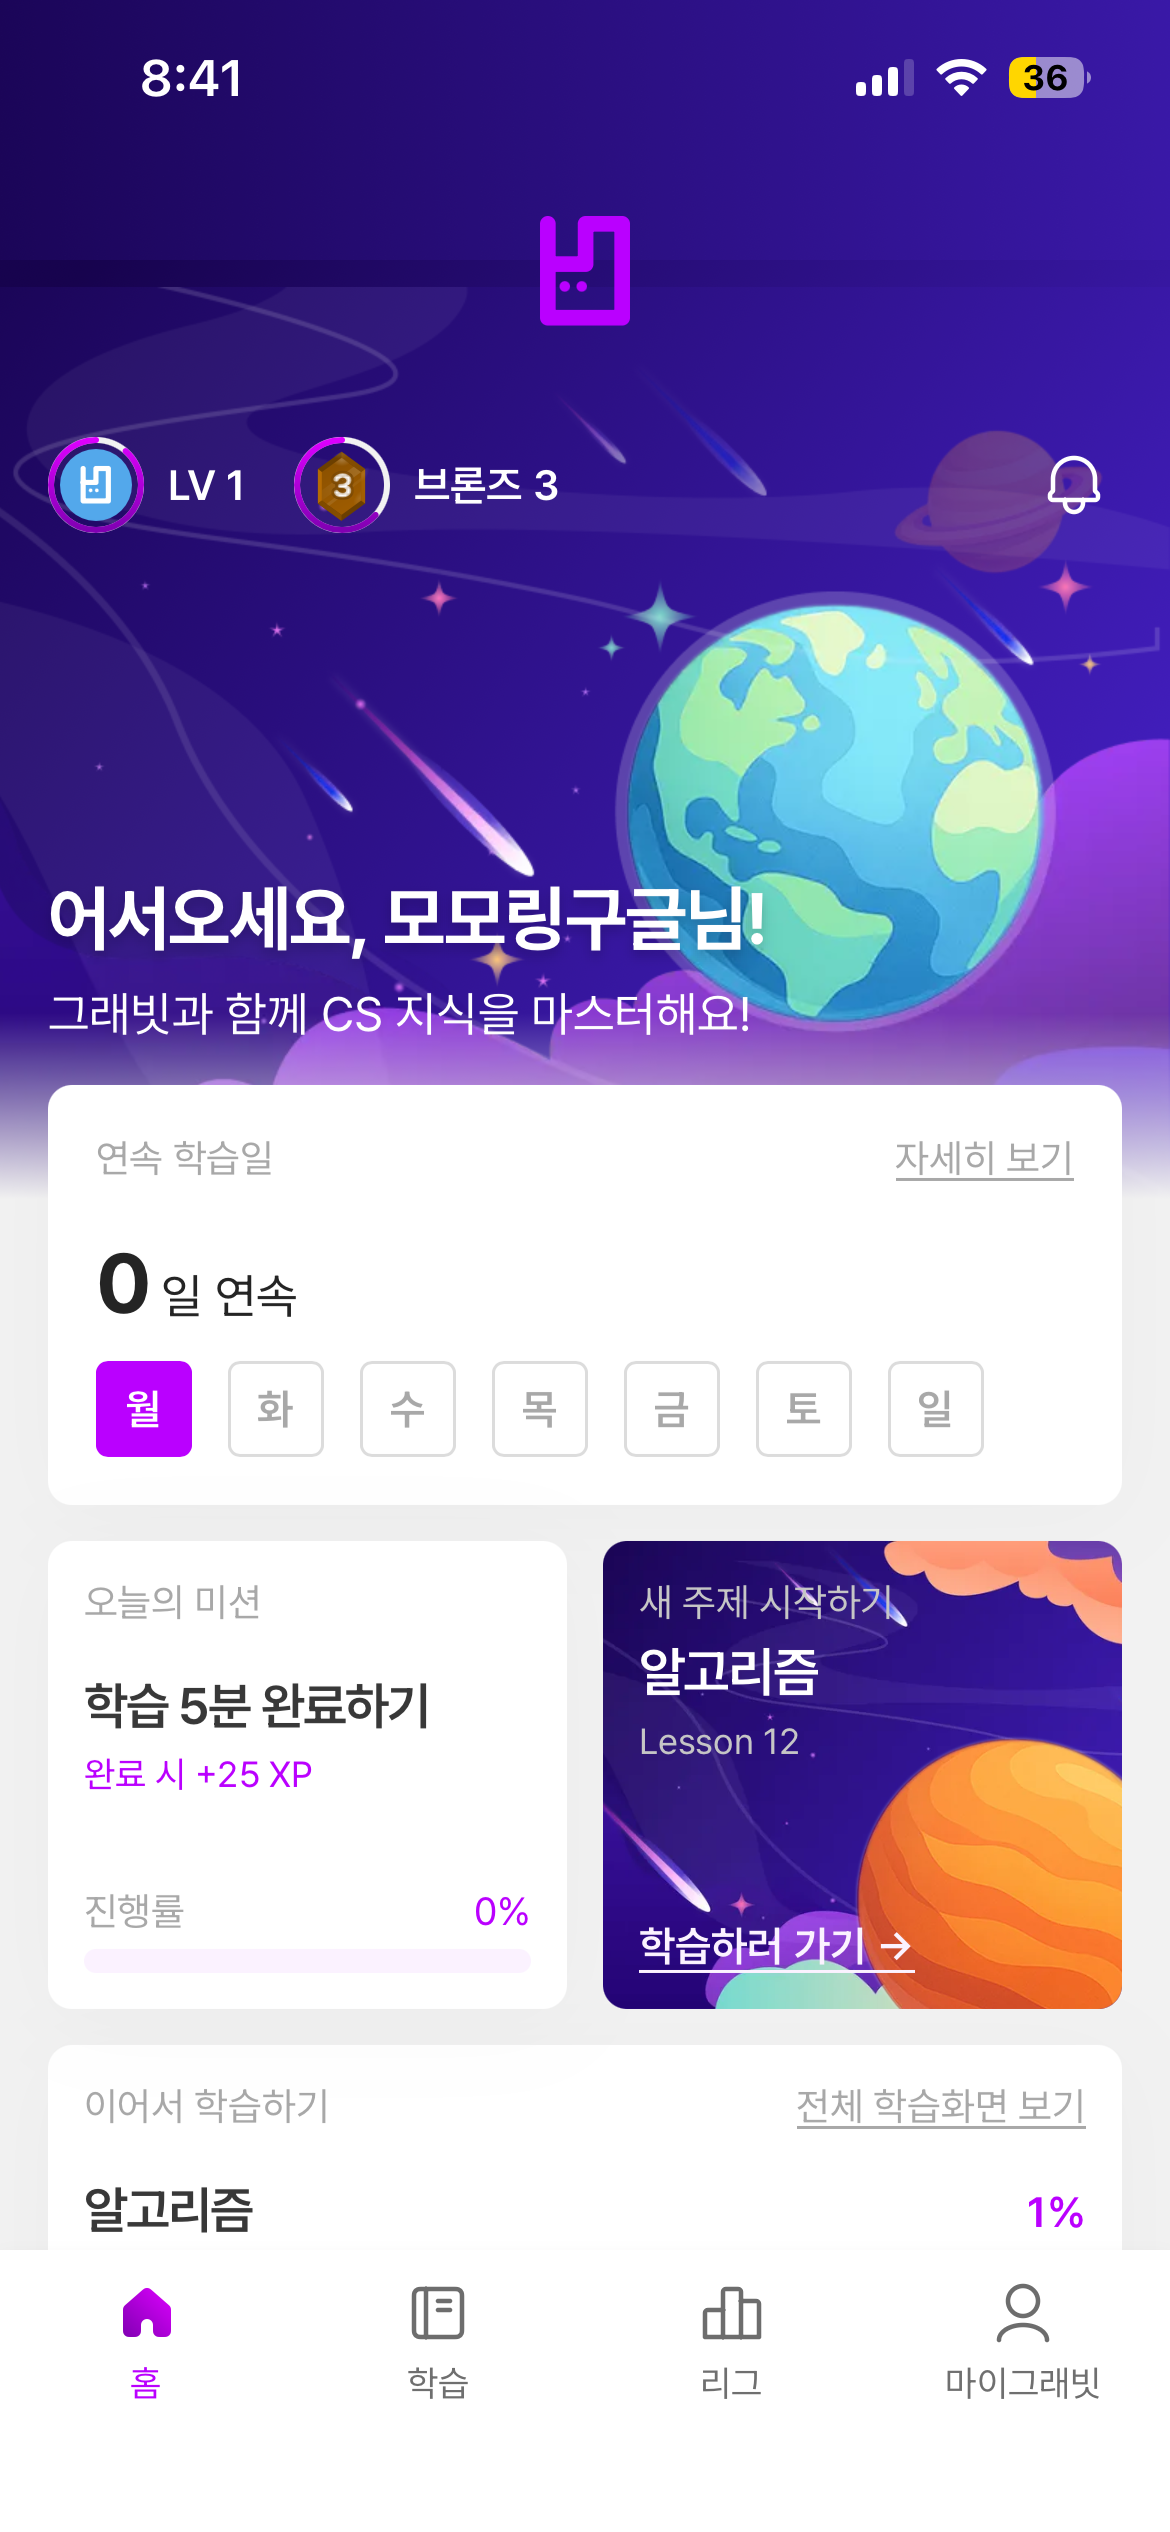 8:41
36
LV 1
3
브론즈 3
어서오세요, 모모링구글님!
그래빗과 함께 CS 지식을 마스터해요!
연속 학습일
자세히 보기
0 일 연속
월 화 수 목 금 토 일
오늘의 미션
학습 5분 완료하기
완료 시 +25 XP
진행률
0%
새 주제 시작하기
알고리즘
Lesson 12
학습하러 가기 →
이어서 학습하기
전체 학습화면 보기
알고리즘
1%
홈
학습
리그
마이그래빗